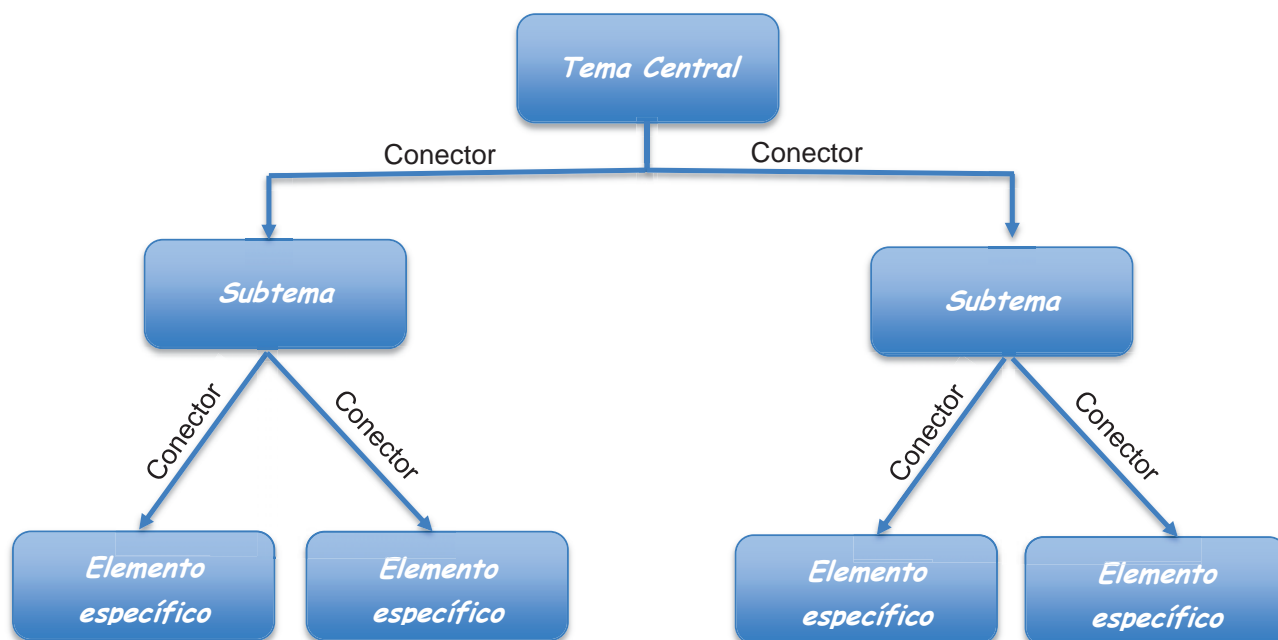 Tema Central
Conector
Conector
Subtema
Subtema
Conector
Conector
Conector
Conector
Elemento
específico
Elemento
específico
Elemento
específico
Elemento
específico